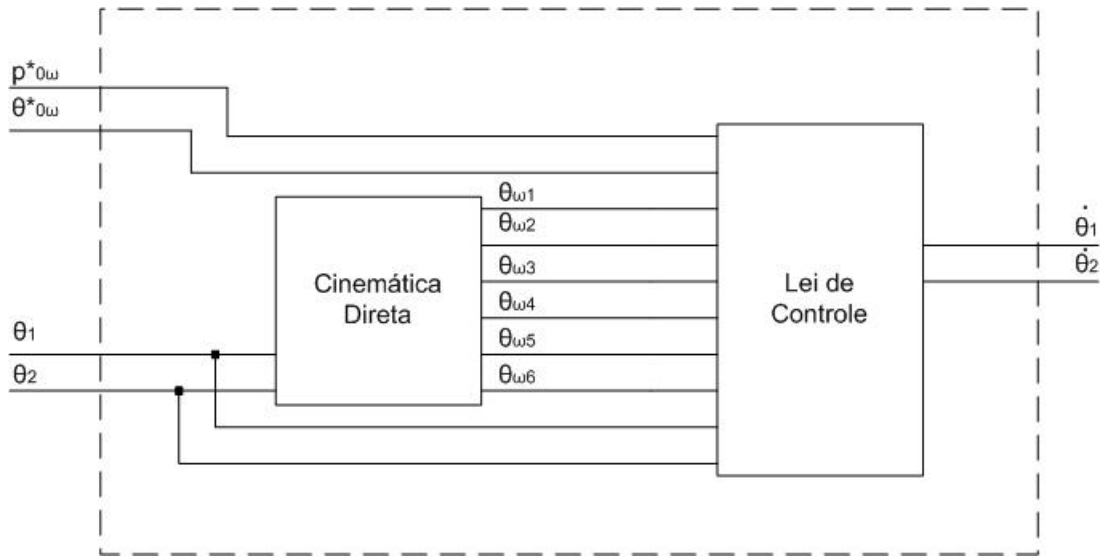 p*0ω
θ*0ω
θω1
θω2
θω3
θω4
θω5
θω6
Cinemática
Direta
θ1
θ2
Lei de
Controle
θ̇1
θ̇2